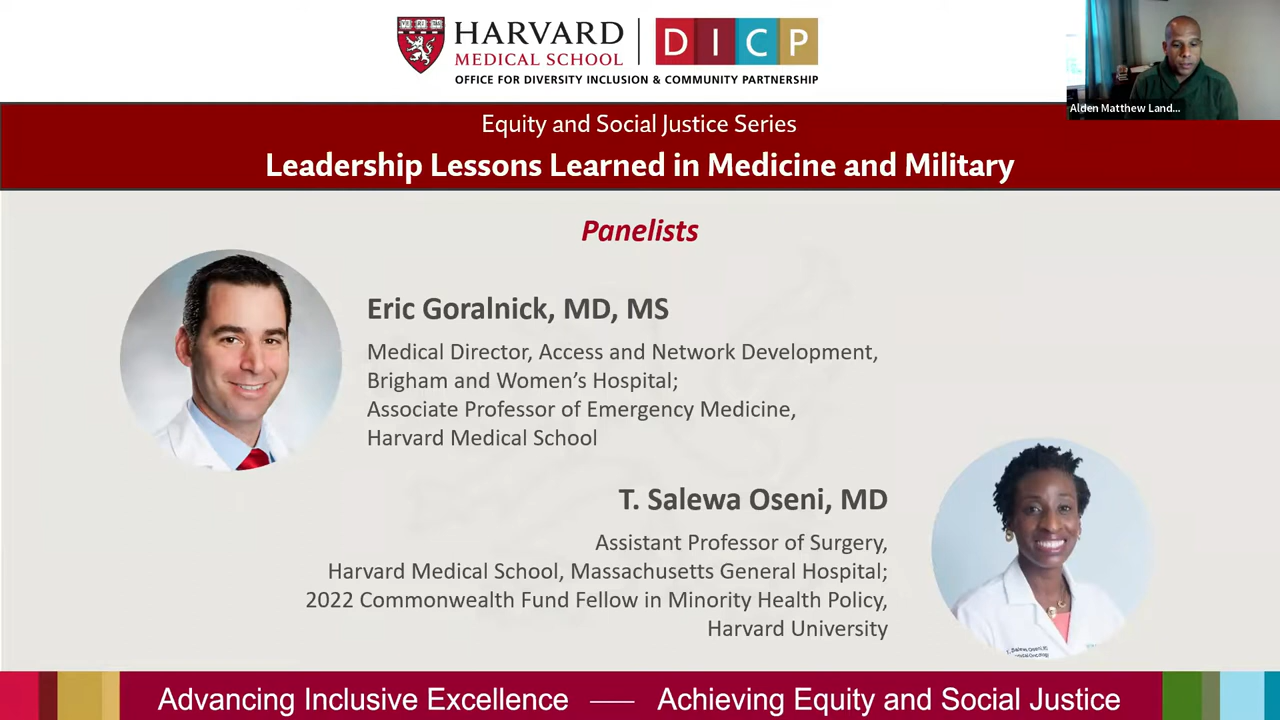 HARVARD
MEDICAL SCHOOL
DICP
OFFICE FOR DIVERSITY INCLUSION & COMMUNITY PARTNERSHIP
Alden Matthew Land...
Equity and Social Justice Series
Leadership Lessons Learned in Medicine and Military
Panelists
Eric Goralnick, MD, MS
Medical Director, Access and Network Development,
Brigham and Women's Hospital;
Associate Professor of Emergency Medicine,
Harvard Medical School
T. Salewa Oseni, MD
Assistant Professor of Surgery,
Harvard Medical School, Massachusetts General Hospital;
2022 Commonwealth Fund Fellow in Minority Health Policy,
Harvard University
Advancing Inclusive Excellence — Achieving Equity and Social Justice